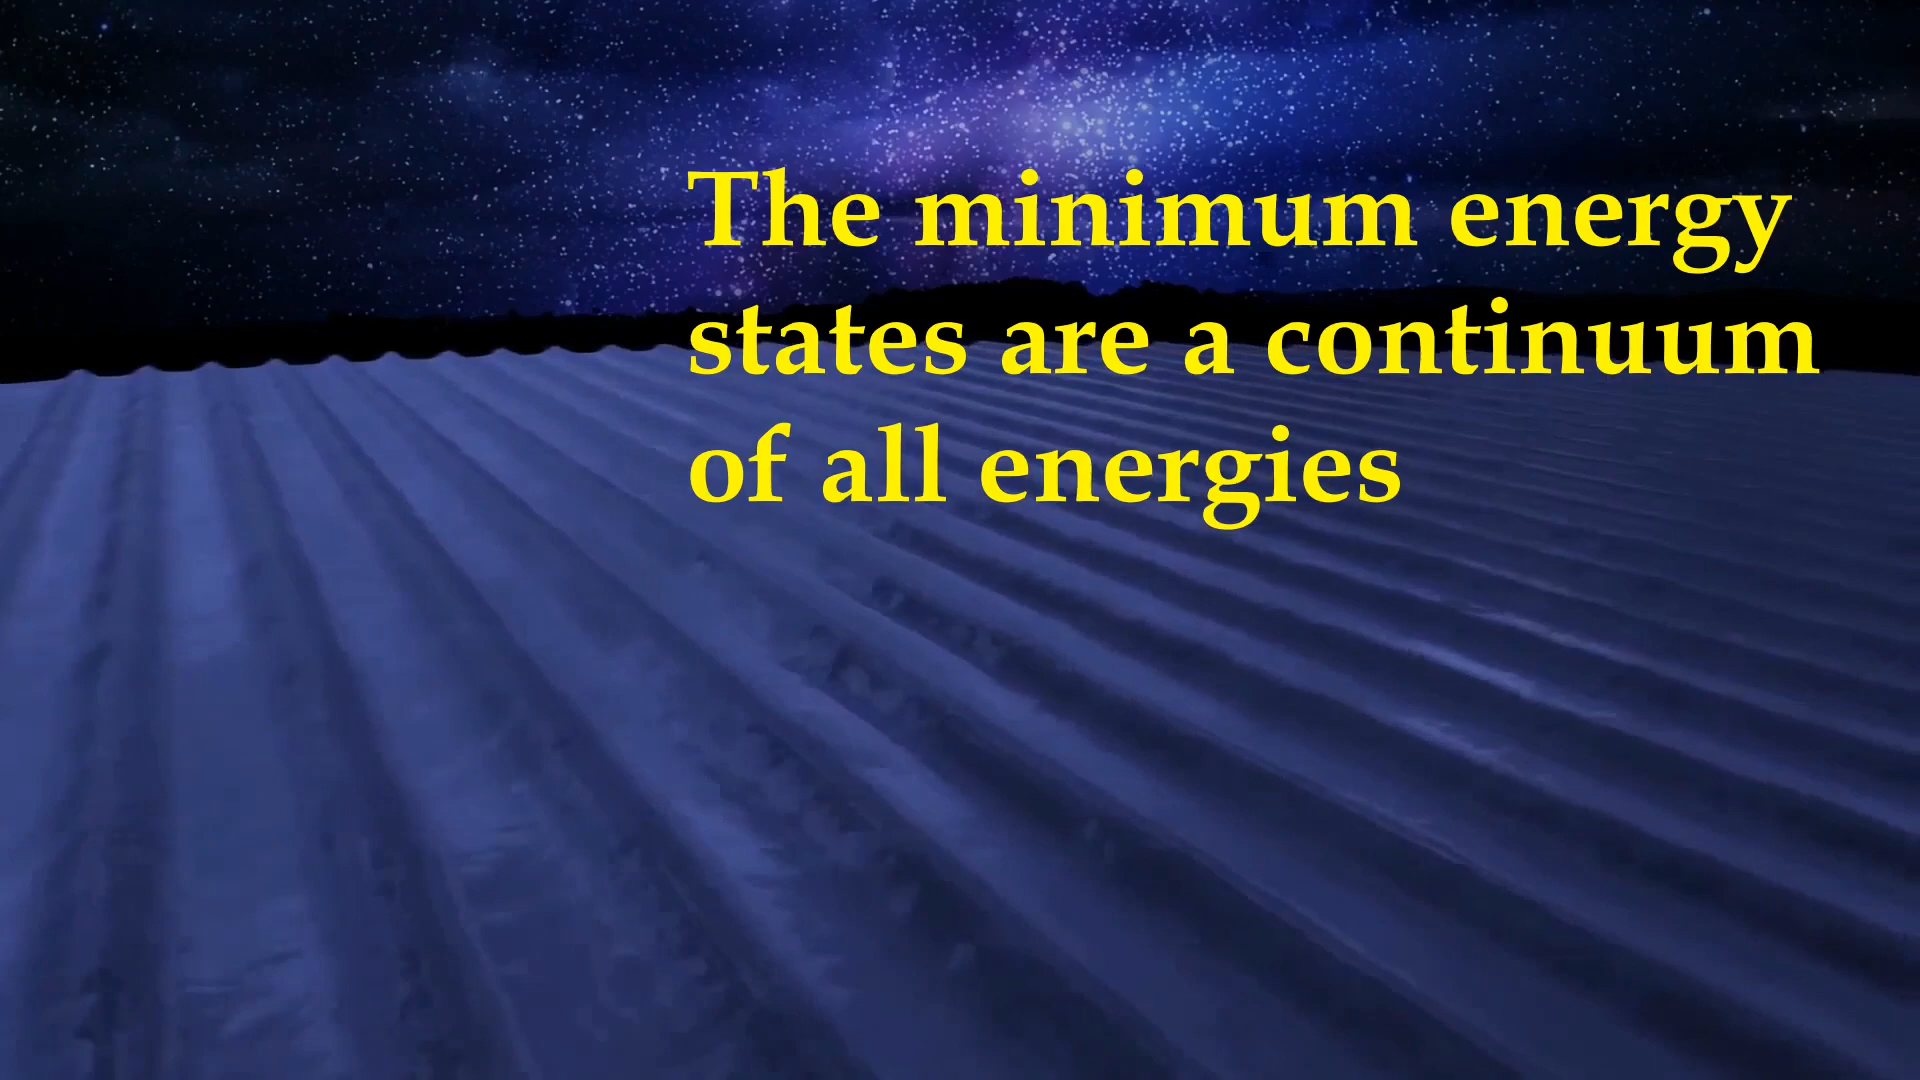 The minimum energy
states are a continuum
of all energies